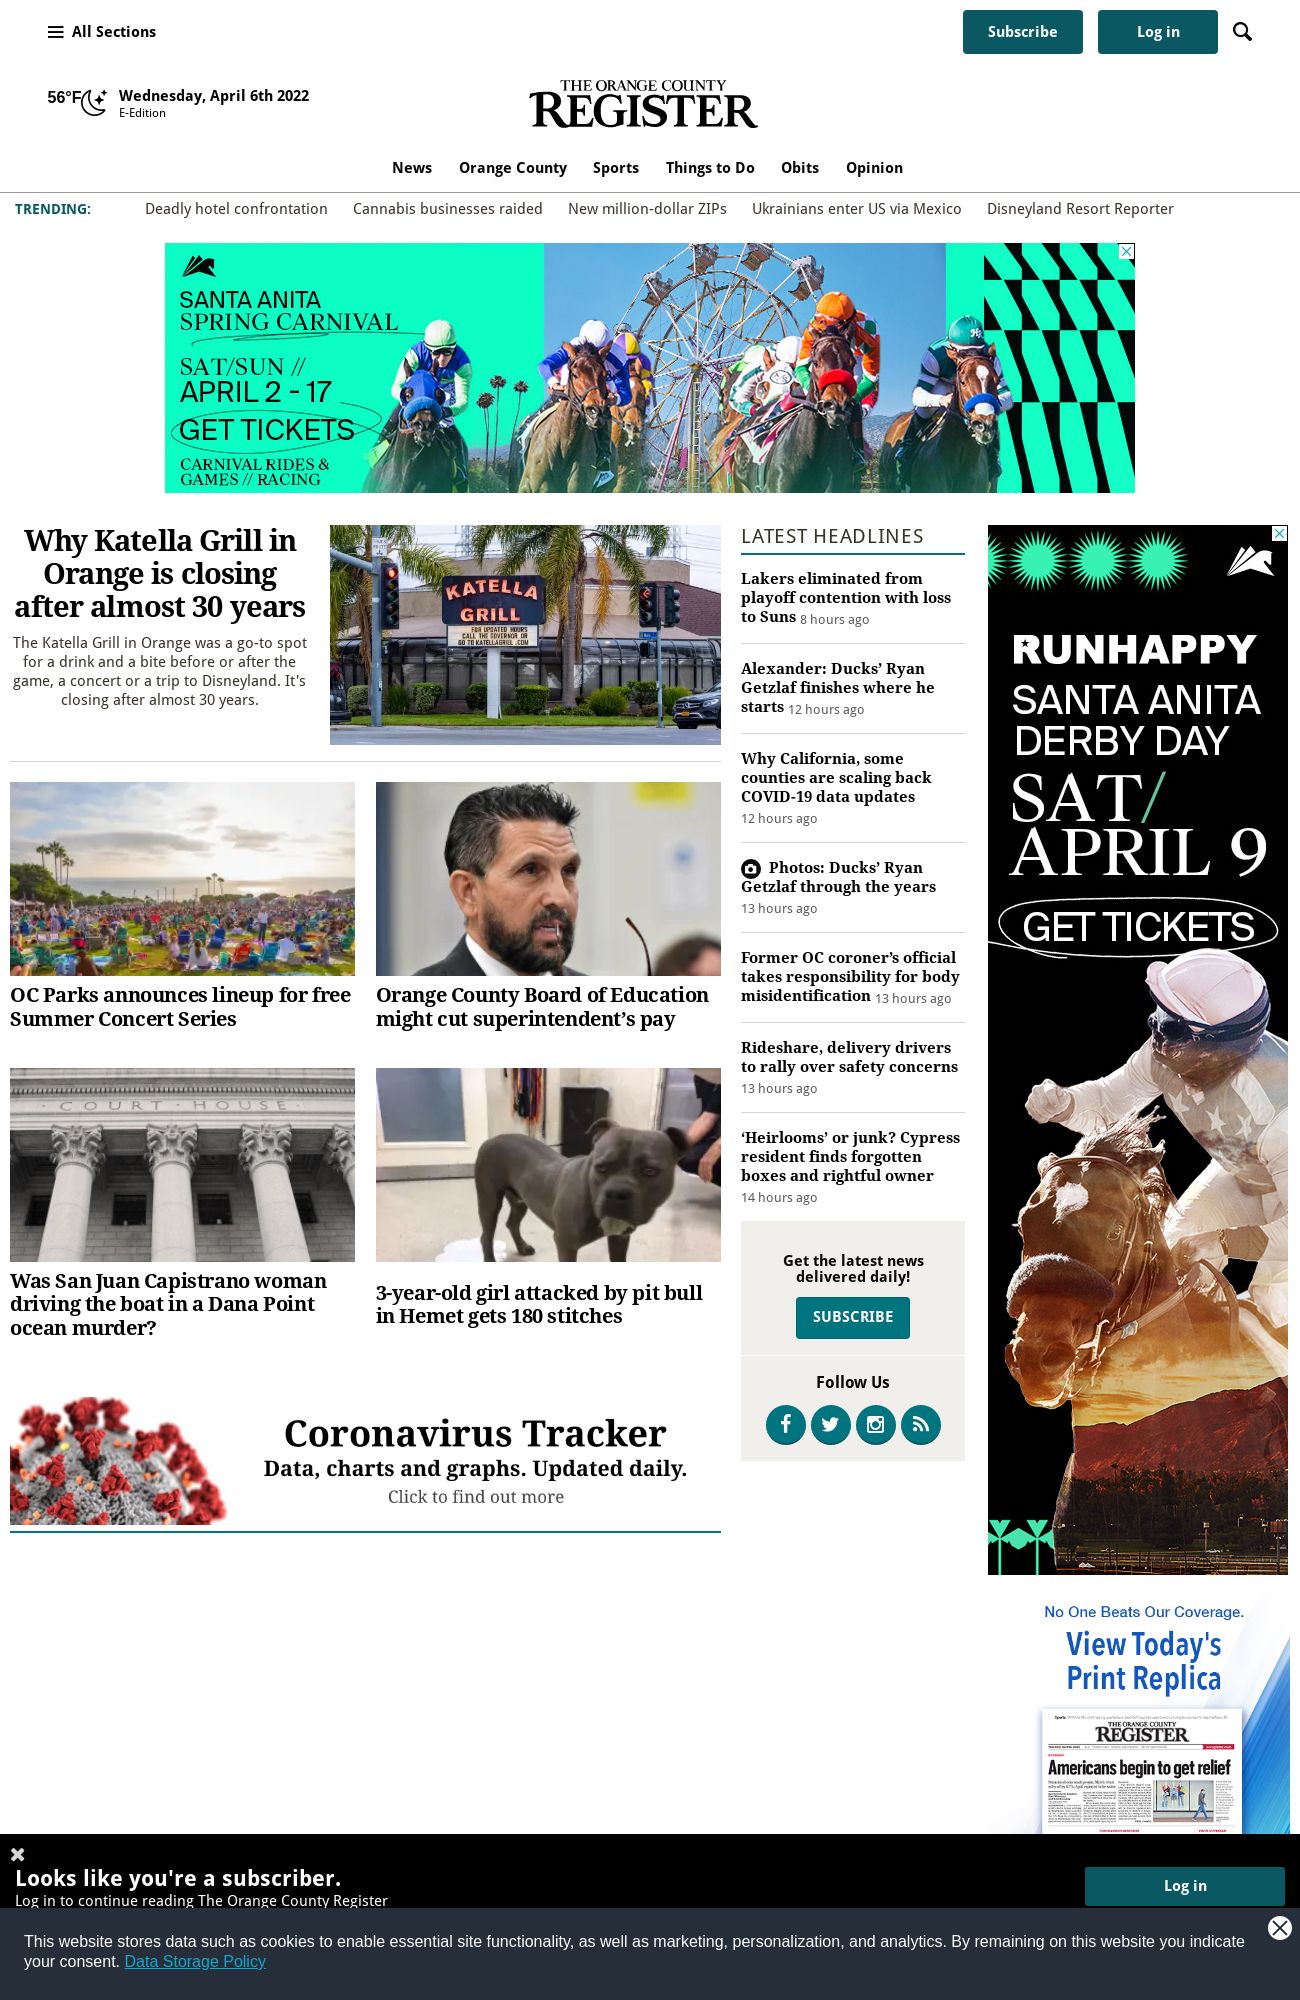 All Sections
Subscribe
Log in
56°F
Wednesday, April 6th 2022
E-Edition
THE ORANGE COUNTY
REGISTER
News Orange County Sports Things to Do Obits Opinion
TRENDING: Deadly hotel confrontation Cannabis businesses raided New million-dollar ZIPs Ukrainians enter US via Mexico Disneyland Resort Reporter
SANTA ANITA
SPRING CARNIVAL
SAT/SUN //
APRIL 2 - 17
GET TICKETS
CARNIVAL RIDES &
GAMES // RACING
Why Katella Grill in
Orange is closing
after almost 30 years
The Katella Grill in Orange was a go-to spot
for a drink and a bite before or after the
game, a concert or a trip to Disneyland. It's
closing after almost 30 years.
KATELLA
GRILL
FOR UPDATED HOURS
CALL THE GOVERNOR OR
GO TO KATELLAGRILL.COM
OC Parks announces lineup for free
Summer Concert Series
Orange County Board of Education
might cut superintendent’s pay
COURT HOUSE
Was San Juan Capistrano woman
driving the boat in a Dana Point
ocean murder?
3-year-old girl attacked by pit bull
in Hemet gets 180 stitches
Coronavirus Tracker
Data, charts and graphs. Updated daily.
Click to find out more
LATEST HEADLINES
Lakers eliminated from
playoff contention with loss
to Suns 8 hours ago
Alexander: Ducks’ Ryan
Getzlaf finishes where he
starts 12 hours ago
Why California, some
counties are scaling back
COVID-19 data updates
12 hours ago
Photos: Ducks’ Ryan
Getzlaf through the years
13 hours ago
Former OC coroner’s official
takes responsibility for body
misidentification 13 hours ago
Rideshare, delivery drivers
to rally over safety concerns
13 hours ago
‘Heirlooms’ or junk? Cypress
resident finds forgotten
boxes and rightful owner
14 hours ago
Get the latest news
delivered daily!
SUBSCRIBE
Follow Us
RUNHAPPY
SANTA ANITA
DERBY DAY
SAT/
APRIL 9
GET TICKETS
No One Beats Our Coverage.
View Today's
Print Replica
THE ORANGE COUNTY
REGISTER
Americans begin to get relief
Looks like you're a subscriber.
Log in to continue reading The Orange County Register
Log in
This website stores data such as cookies to enable essential site functionality, as well as marketing, personalization, and analytics. By remaining on this website you indicate
your consent. Data Storage Policy